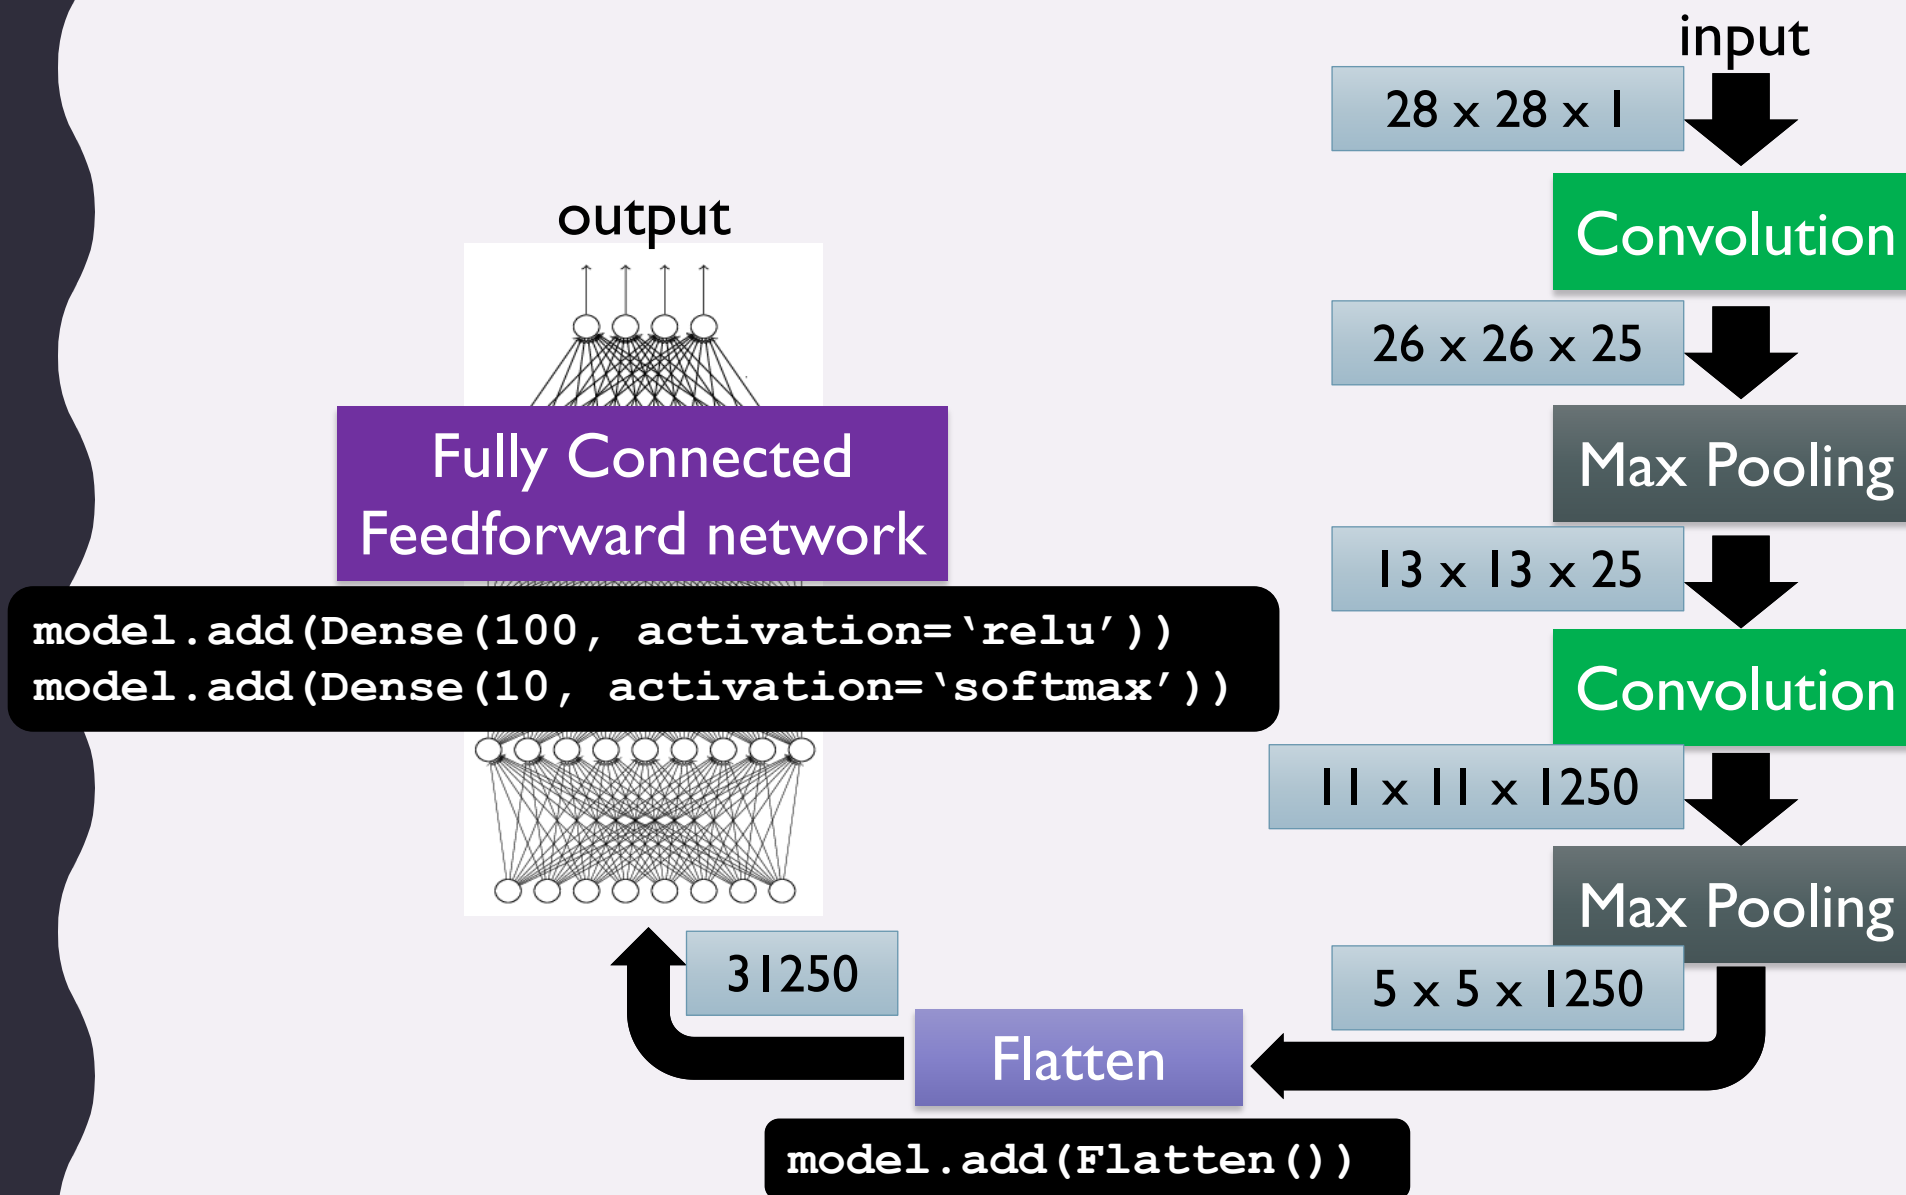 input
28 x 28 x 1
Convolution
26 x 26 x 25
Max Pooling
13 x 13 x 25
Convolution
11 x 11 x 1250
Max Pooling
5 x 5 x 1250
Flatten
model.add(Flatten())
31250
output
Fully Connected
Feedforward network
model.add(Dense(100, activation=‘relu’))
model.add(Dense(10, activation=‘softmax’))